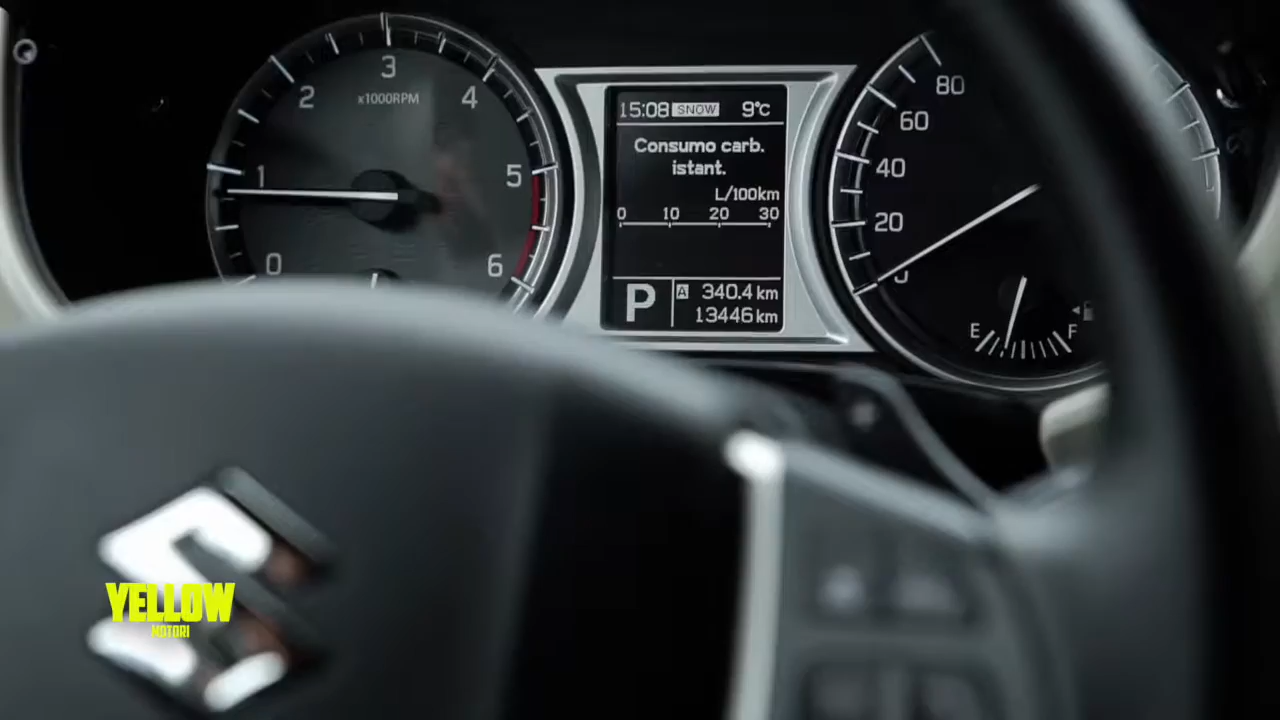 0
1
2
3
4
5
6
x1000RPM
15:08 SNOW 9°C
Consumo carb.
istant.
L/100km
0 10 20 30
P
A 340.4 km
13446 km
80
60
40
20
E F
YELLOW
MOTORI